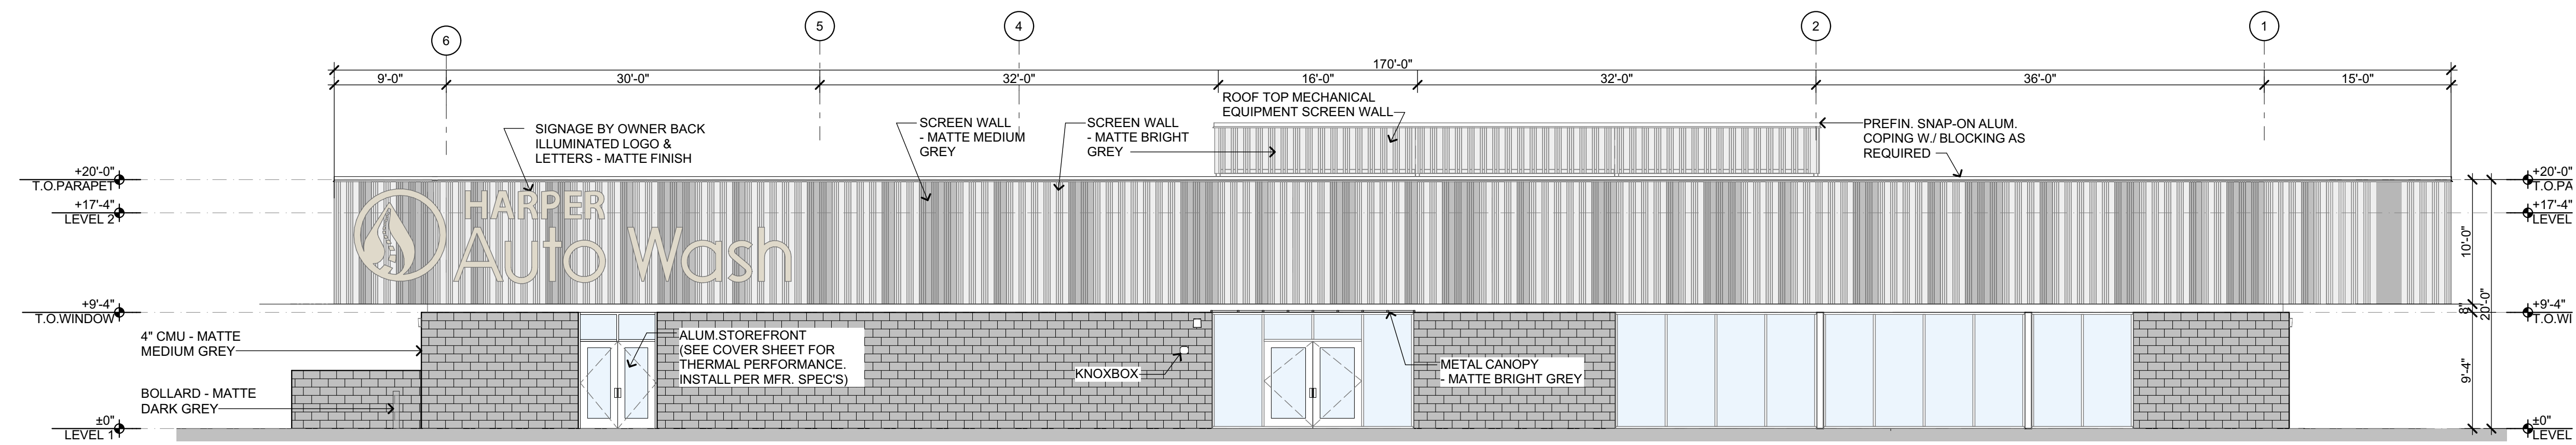 6
5
4
2
1
170'-0"
9'-0"
30'-0"
32'-0"
16'-0"
32'-0"
36'-0"
15'-0"
ROOF TOP MECHANICAL
EQUIPMENT SCREEN WALL
SIGNAGE BY OWNER BACK
ILLUMINATED LOGO &
LETTERS - MATTE FINISH
SCREEN WALL
- MATTE MEDIUM
GREY
SCREEN WALL
- MATTE BRIGHT
GREY
PREFIN. SNAP-ON ALUM.
COPING W./ BLOCKING AS
REQUIRED
+20'-0"
T.O.PARAPET
+17'-4"
LEVEL 2
+9'-4"
T.O.WINDOW
±0"
LEVEL 1
HARPER
Auto Wash
4" CMU - MATTE
MEDIUM GREY
BOLLARD - MATTE
DARK GREY
ALUM.STOREFRONT
(SEE COVER SHEET FOR
THERMAL PERFORMANCE.
INSTALL PER MFR. SPEC'S)
KNOXBOX
METAL CANOPY
- MATTE BRIGHT GREY
10'-0"
8"
20'-0"
9'-4"
+20'-0"
T.O.PA
+17'-4"
LEVEL
+9'-4"
T.O.WI
±0"
LEVEL